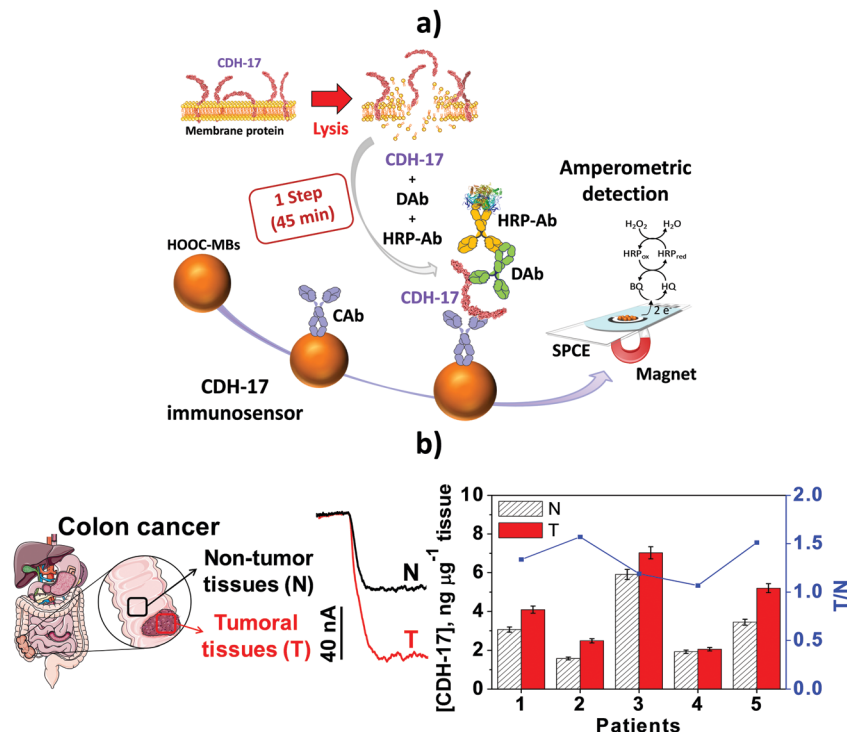 a)
CDH-17
Membrane protein
Lysis
CDH-17
+
DAb
+
HRP-Ab
1 Step
(45 min)
HOOC-MBs
CAb
CDH-17
immunosensor
CDH-17
HRP-Ab
DAb
Amperometric
detection
H2O2
H2O
HRPox
HRPred
BQ
HQ
2 e-
SPCE
Magnet
b)
Colon cancer
Non-tumor
tissues (N)
Tumoral
tissues (T)
40 nA
N
T
[CDH-17], ng μg⁻¹ tissue
10
8
6
4
2
0
N
T
2.0
1.5
1.0
0.5
0.0
T/N
1 2 3 4 5
Patients